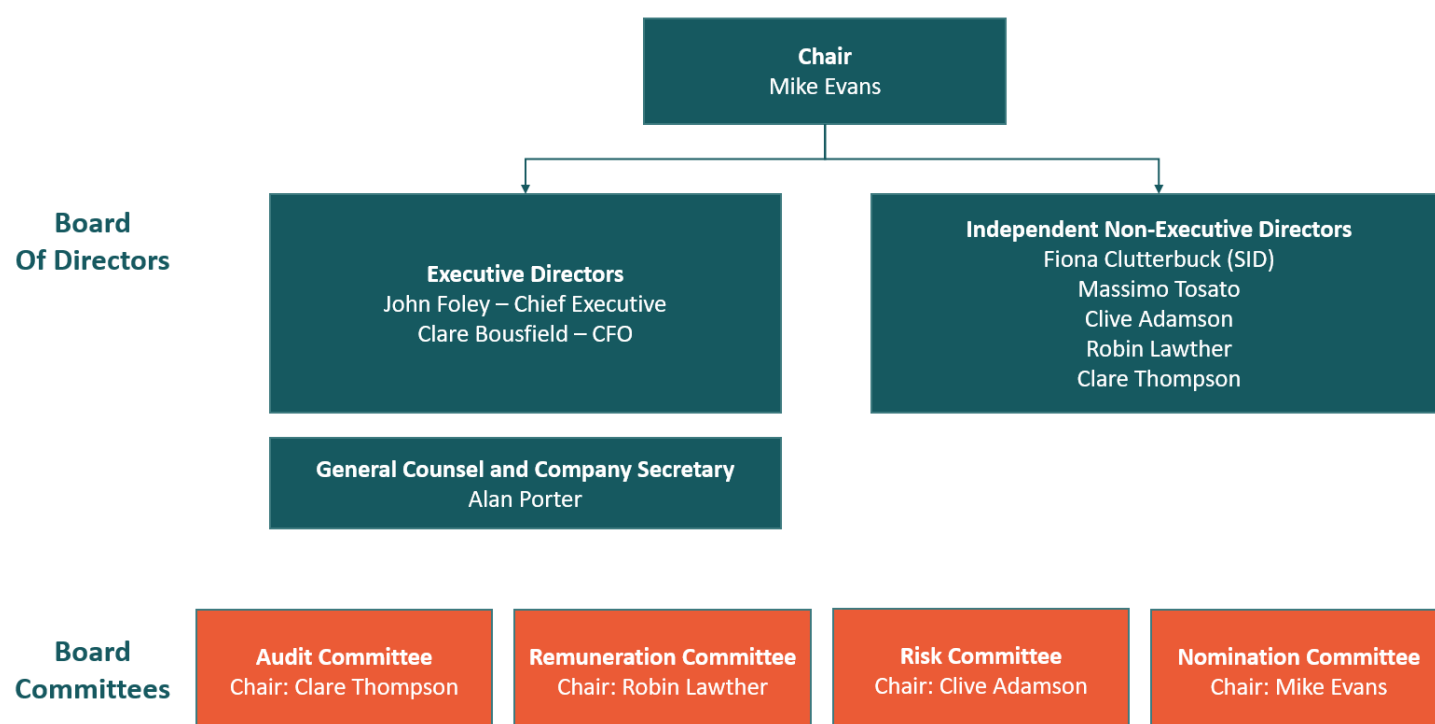 Chair
Mike Evans
Board
Of Directors
Executive Directors
John Foley – Chief Executive
Clare Bousfield – CFO
Independent Non-Executive Directors
Fiona Clutterbuck (SID)
Massimo Tosato
Clive Adamson
Robin Lawther
Clare Thompson
General Counsel and Company Secretary
Alan Porter
Board
Committees
Audit Committee
Chair: Clare Thompson
Remuneration Committee
Chair: Robin Lawther
Risk Committee
Chair: Clive Adamson
Nomination Committee
Chair: Mike Evans